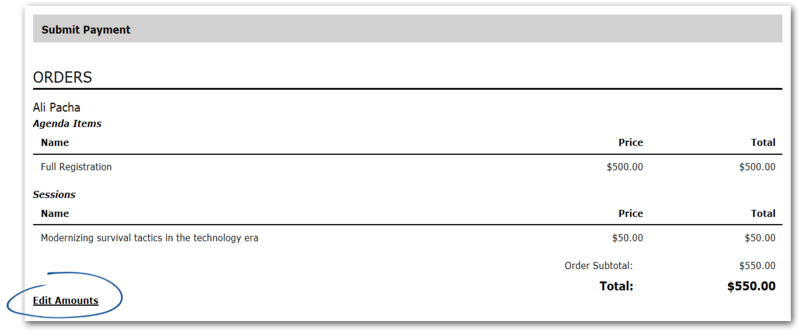 Submit Payment
ORDERS
Ali Pacha
Agenda Items
Name Price Total
Full Registration $500.00 $500.00
Sessions
Name Price Total
Modernizing survival tactics in the technology era $50.00 $50.00
Order Subtotal: $550.00
Total: $550.00
Edit Amounts